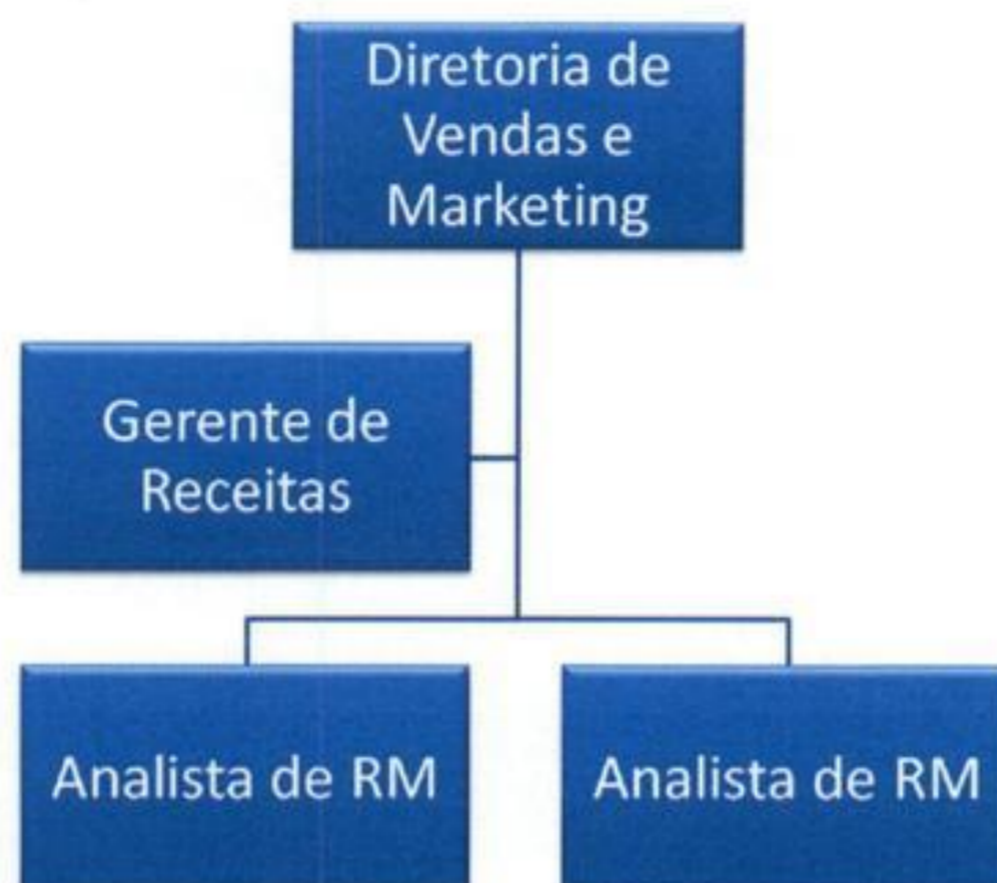 Diretoria de
Vendas e
Marketing
Gerente de
Receitas
Analista de RM
Analista de RM